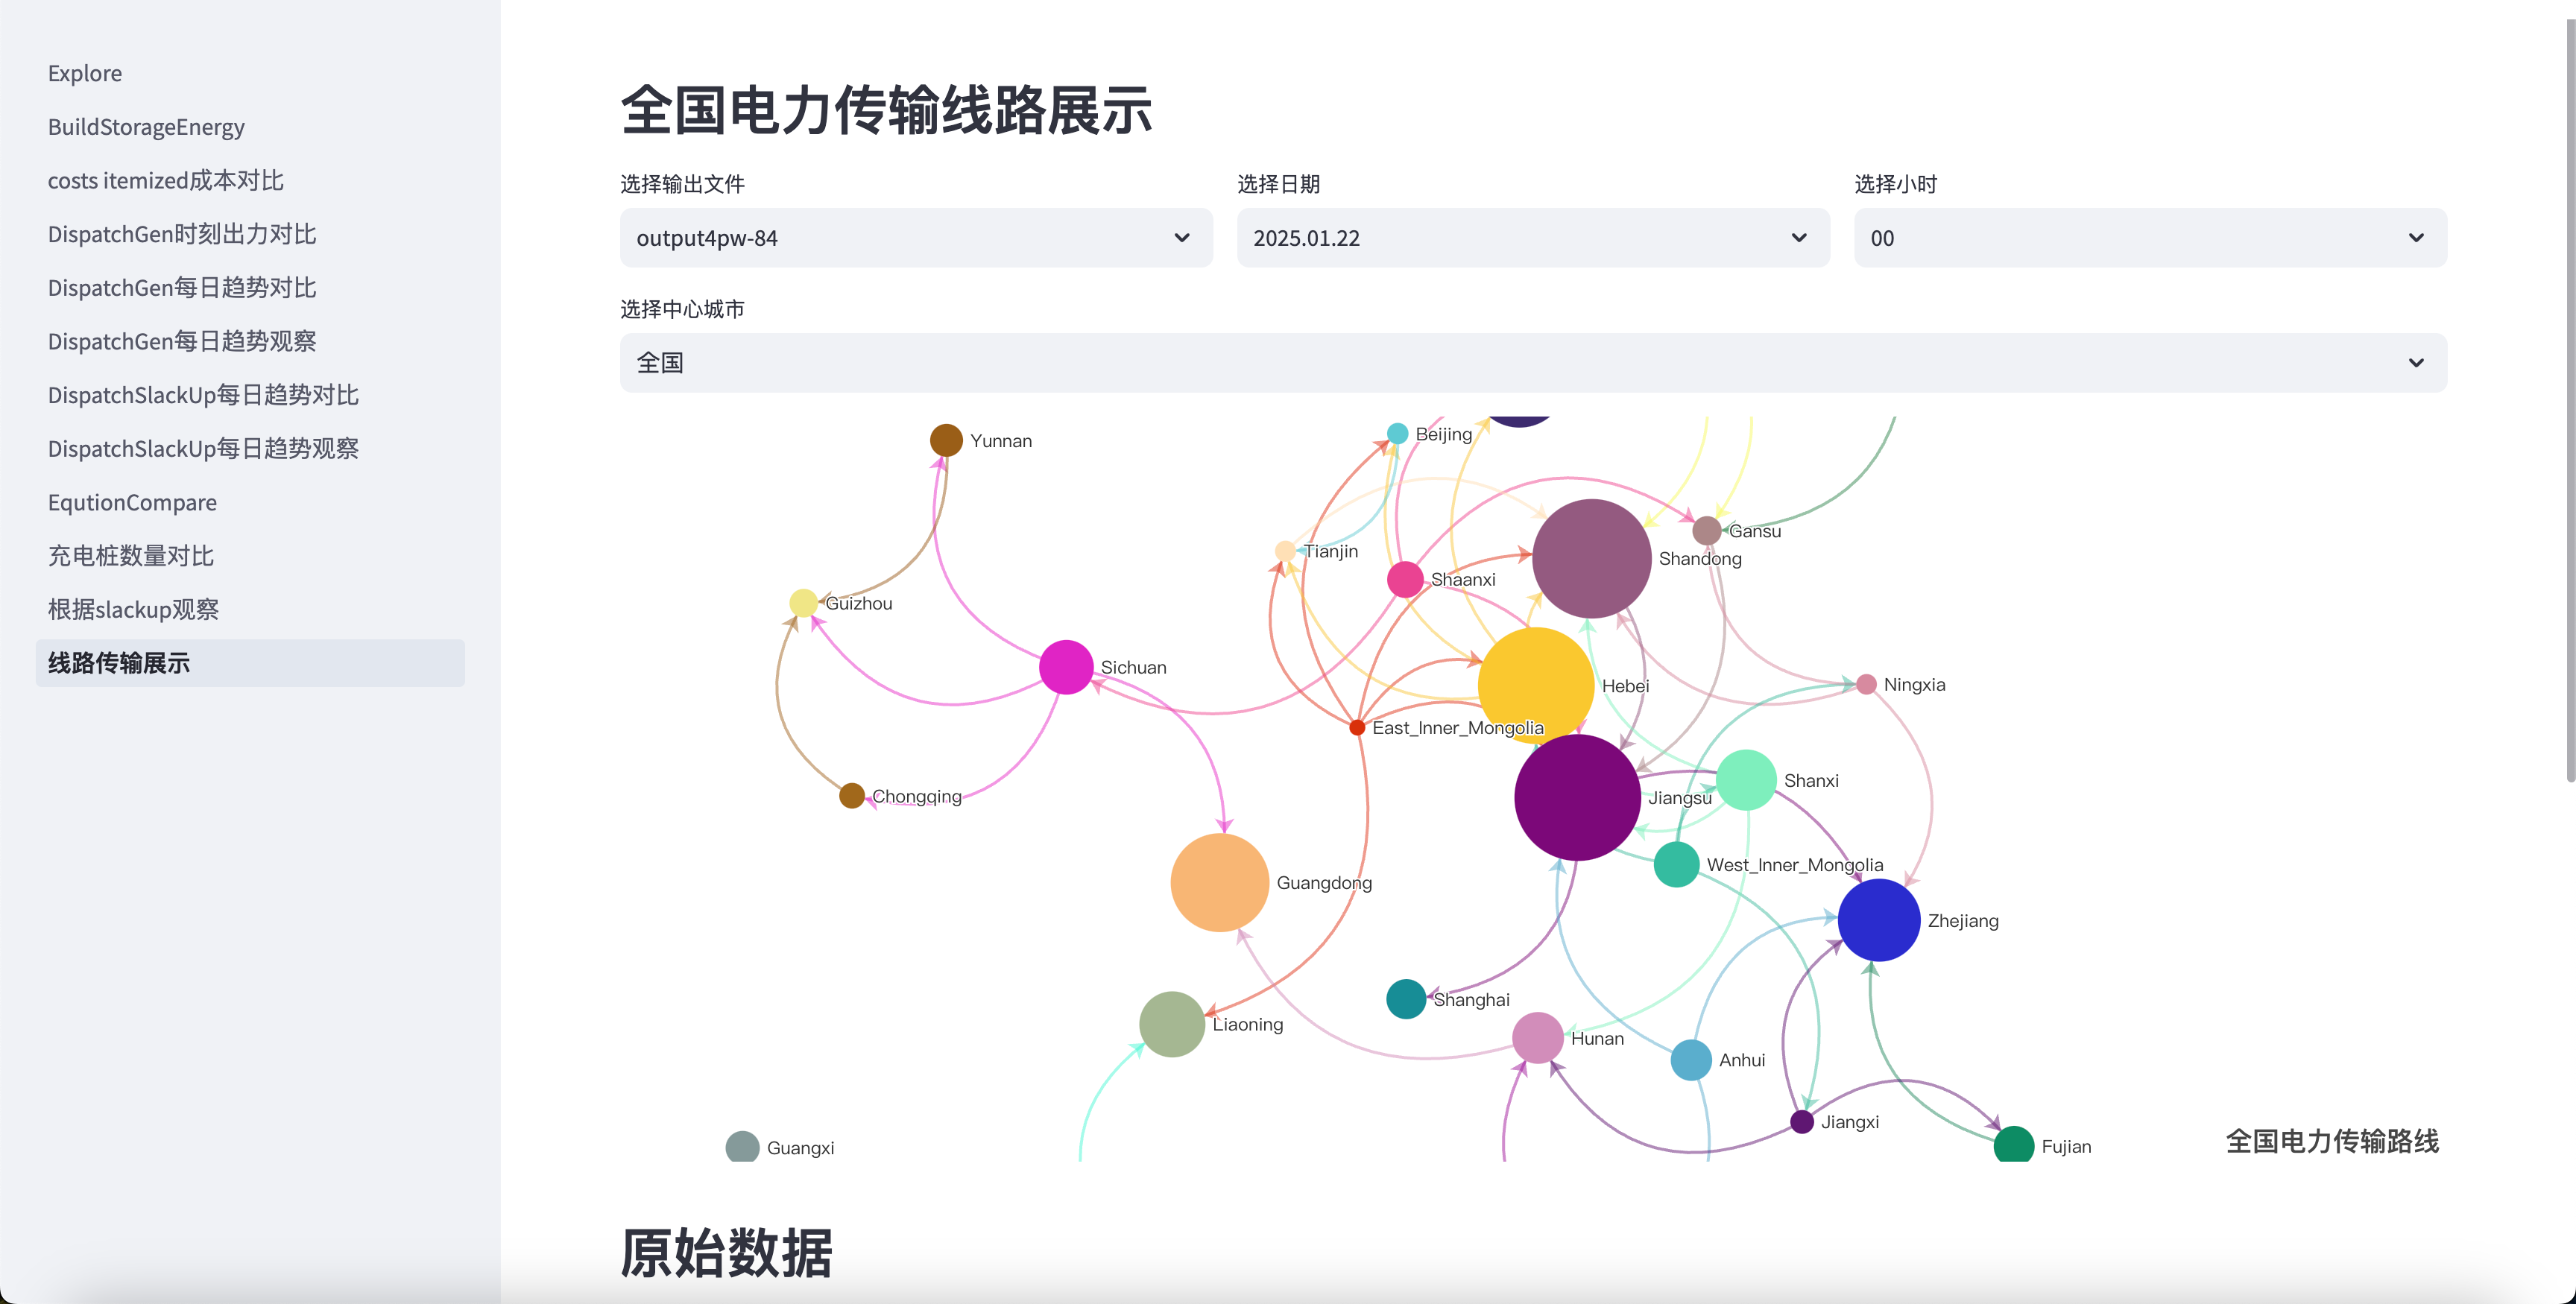 Explore
BuildStorageEnergy
costs itemized成本对比
DispatchGen时刻出力对比
DispatchGen每日趋势对比
DispatchGen每日趋势观察
DispatchSlackUp每日趋势对比
DispatchSlackUp每日趋势观察
EqutionCompare
充电桩数量对比
根据slackup观察
线路传输展示
全国电力传输线路展示
选择输出文件
output4pw-84
选择日期
2025.01.22
选择小时
00
选择中心城市
全国
Yunnan
Beijing
Tianjin
Gansu
Shandong
Shaanxi
Guizhou
Sichuan
Hebei
Ningxia
East_Inner_Mongolia
Shanxi
Chongqing
Jiangsu
West_Inner_Mongolia
Guangdong
Zhejiang
Shanghai
Liaoning
Hunan
Anhui
Jiangxi
Guangxi
Fujian
全国电力传输路线
原始数据